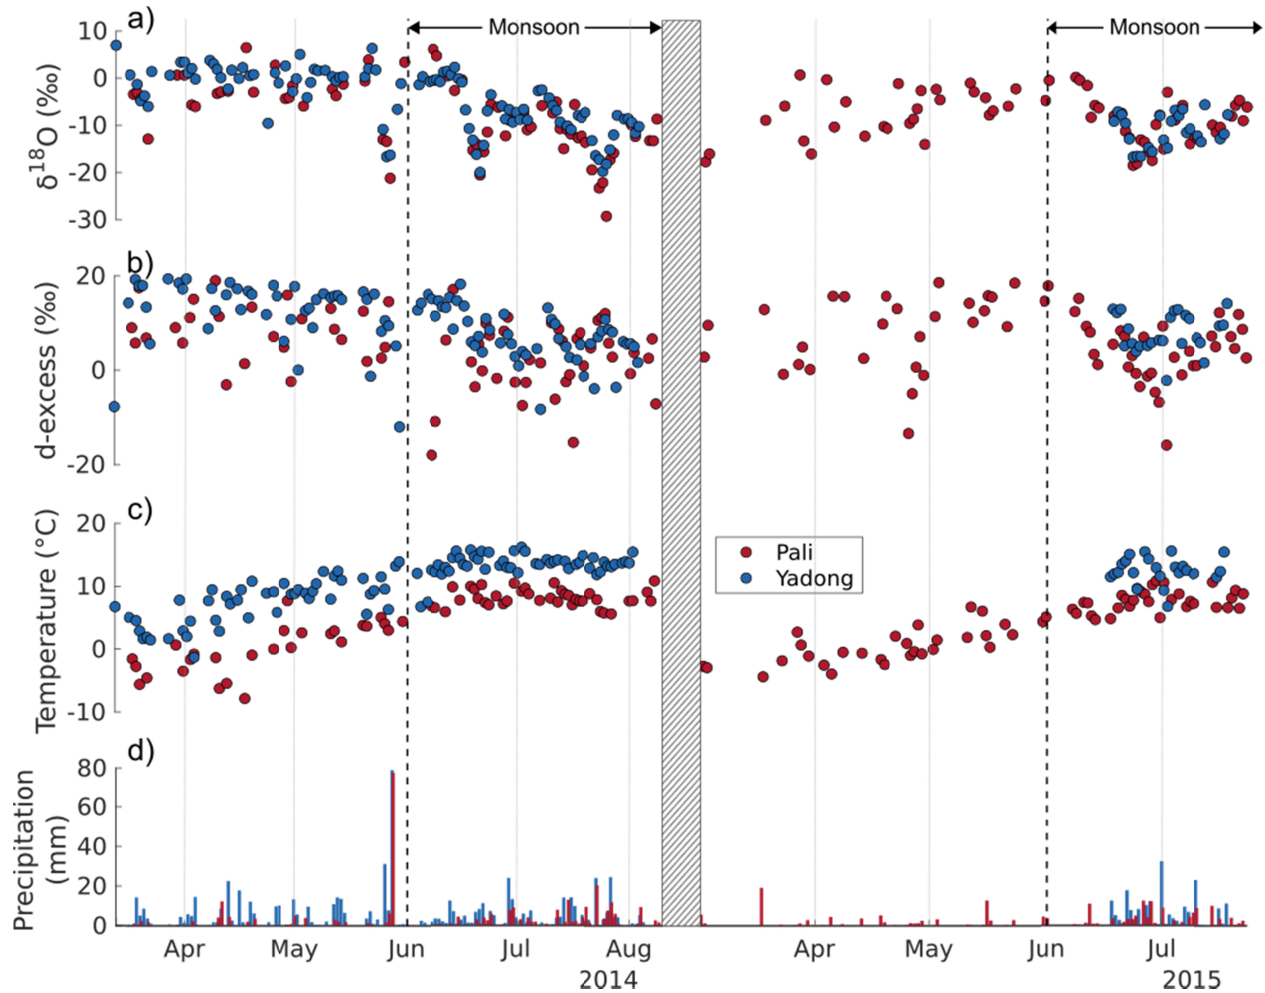 a)
Monsoon
Monsoon
10
0
-10
-20
-30
δ18O (‰)
b)
20
0
-20
d-excess (‰)
c)
20
10
0
-10
Temperature (°C)
Pali
Yadong
d)
80
60
40
20
0
Precipitation
(mm)
Apr May Jun Jul Aug Apr May Jun Jul
2014 2015